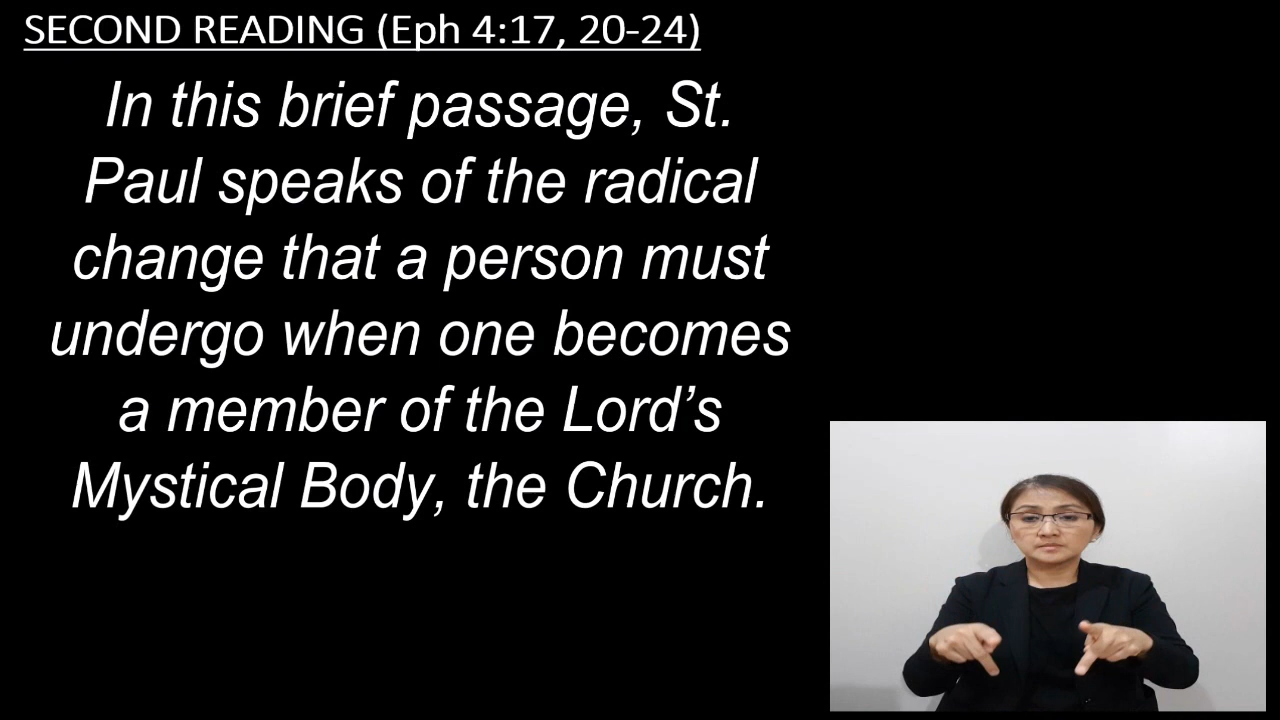 SECOND READING (Eph 4:17, 20-24)
In this brief passage, St.
Paul speaks of the radical
change that a person must
undergo when one becomes
a member of the Lord’s
Mystical Body, the Church.